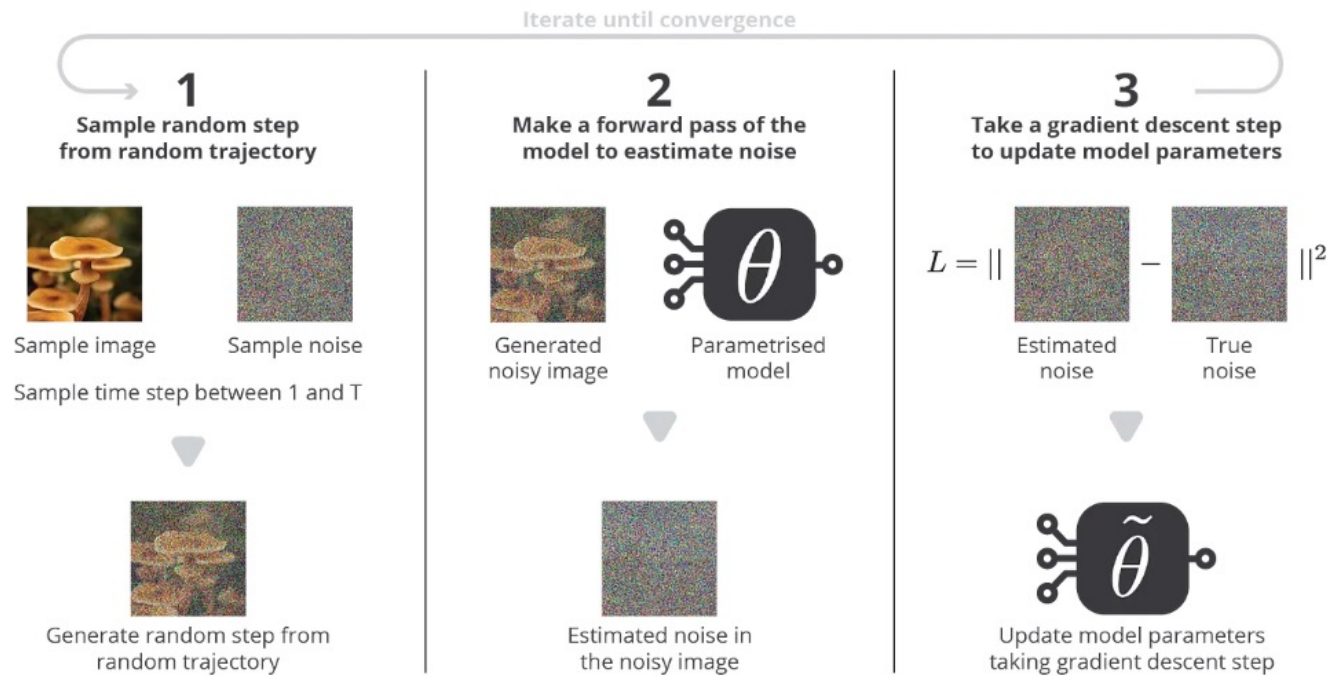 Iterate until convergence
1
Sample random step
from random trajectory
Sample image
Sample noise
Sample time step between 1 and T
Generate random step from
random trajectory
2
Make a forward pass of the
model to eastimate noise
Generated
noisy image
θ
Parametrised
model
Estimated noise in
the noisy image
3
Take a gradient descent step
to update model parameters
L = || − ||²
Estimated
noise
True
noise
θ̃
Update model parameters
taking gradient descent step